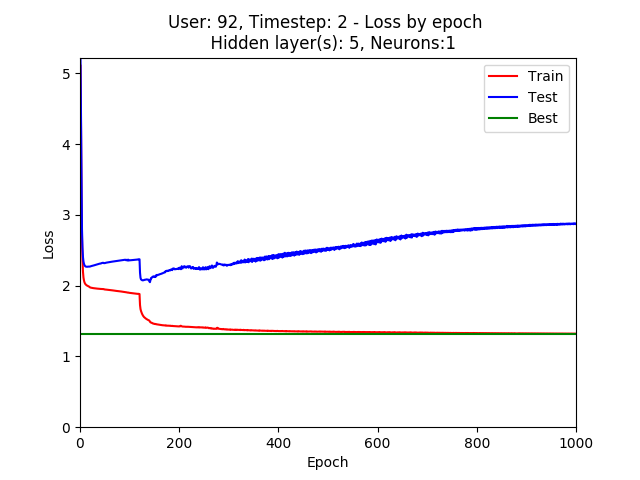 User: 92, Timestep: 2 - Loss by epoch
Hidden layer(s): 5, Neurons:1
Train
Test
Best
Loss
5
4
3
2
1
0
0 200 400 600 800 1000
Epoch